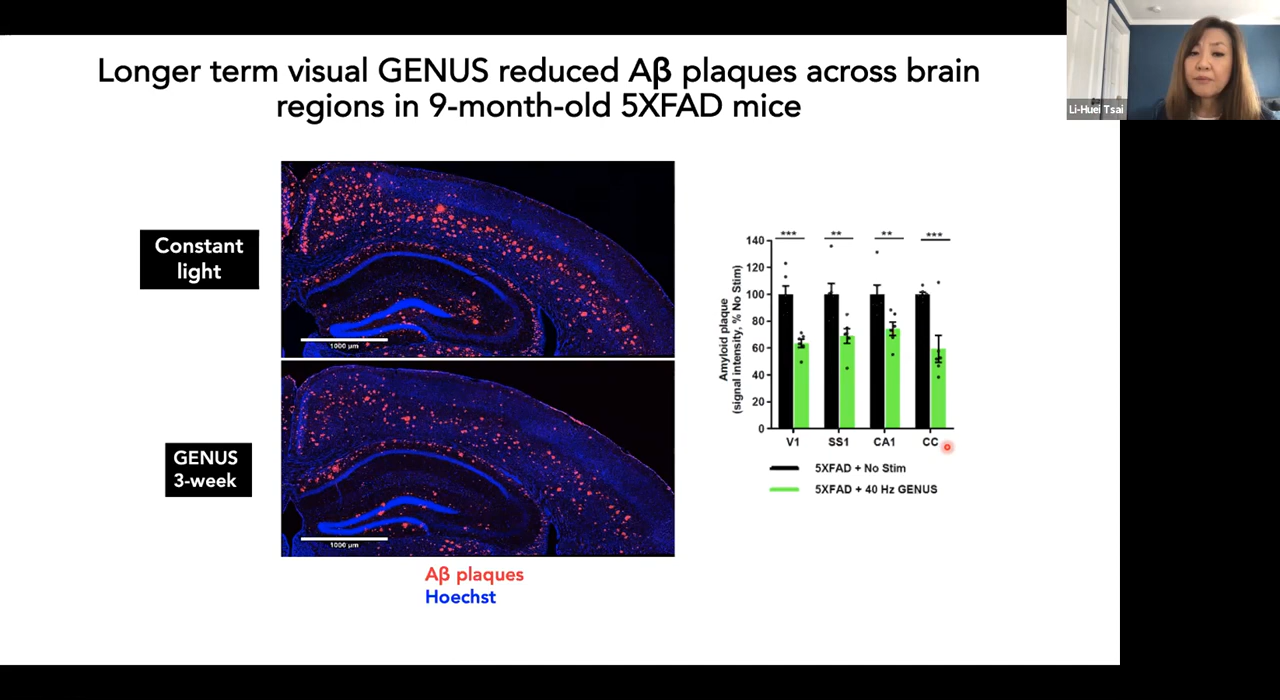 Longer term visual GENUS reduced Aβ plaques across brain
regions in 9-month-old 5XFAD mice
Li-Huei Tsai
Constant
light
1000 μm
GENUS
3-week
1000 μm
Aβ plaques
Hoechst
Amyloid plaque
(signal intensity, % No Stim)
140
120
100
80
60
40
20
0
*** ** ** ***
V1 SS1 CA1 CC
5XFAD + No Stim
5XFAD + 40 Hz GENUS